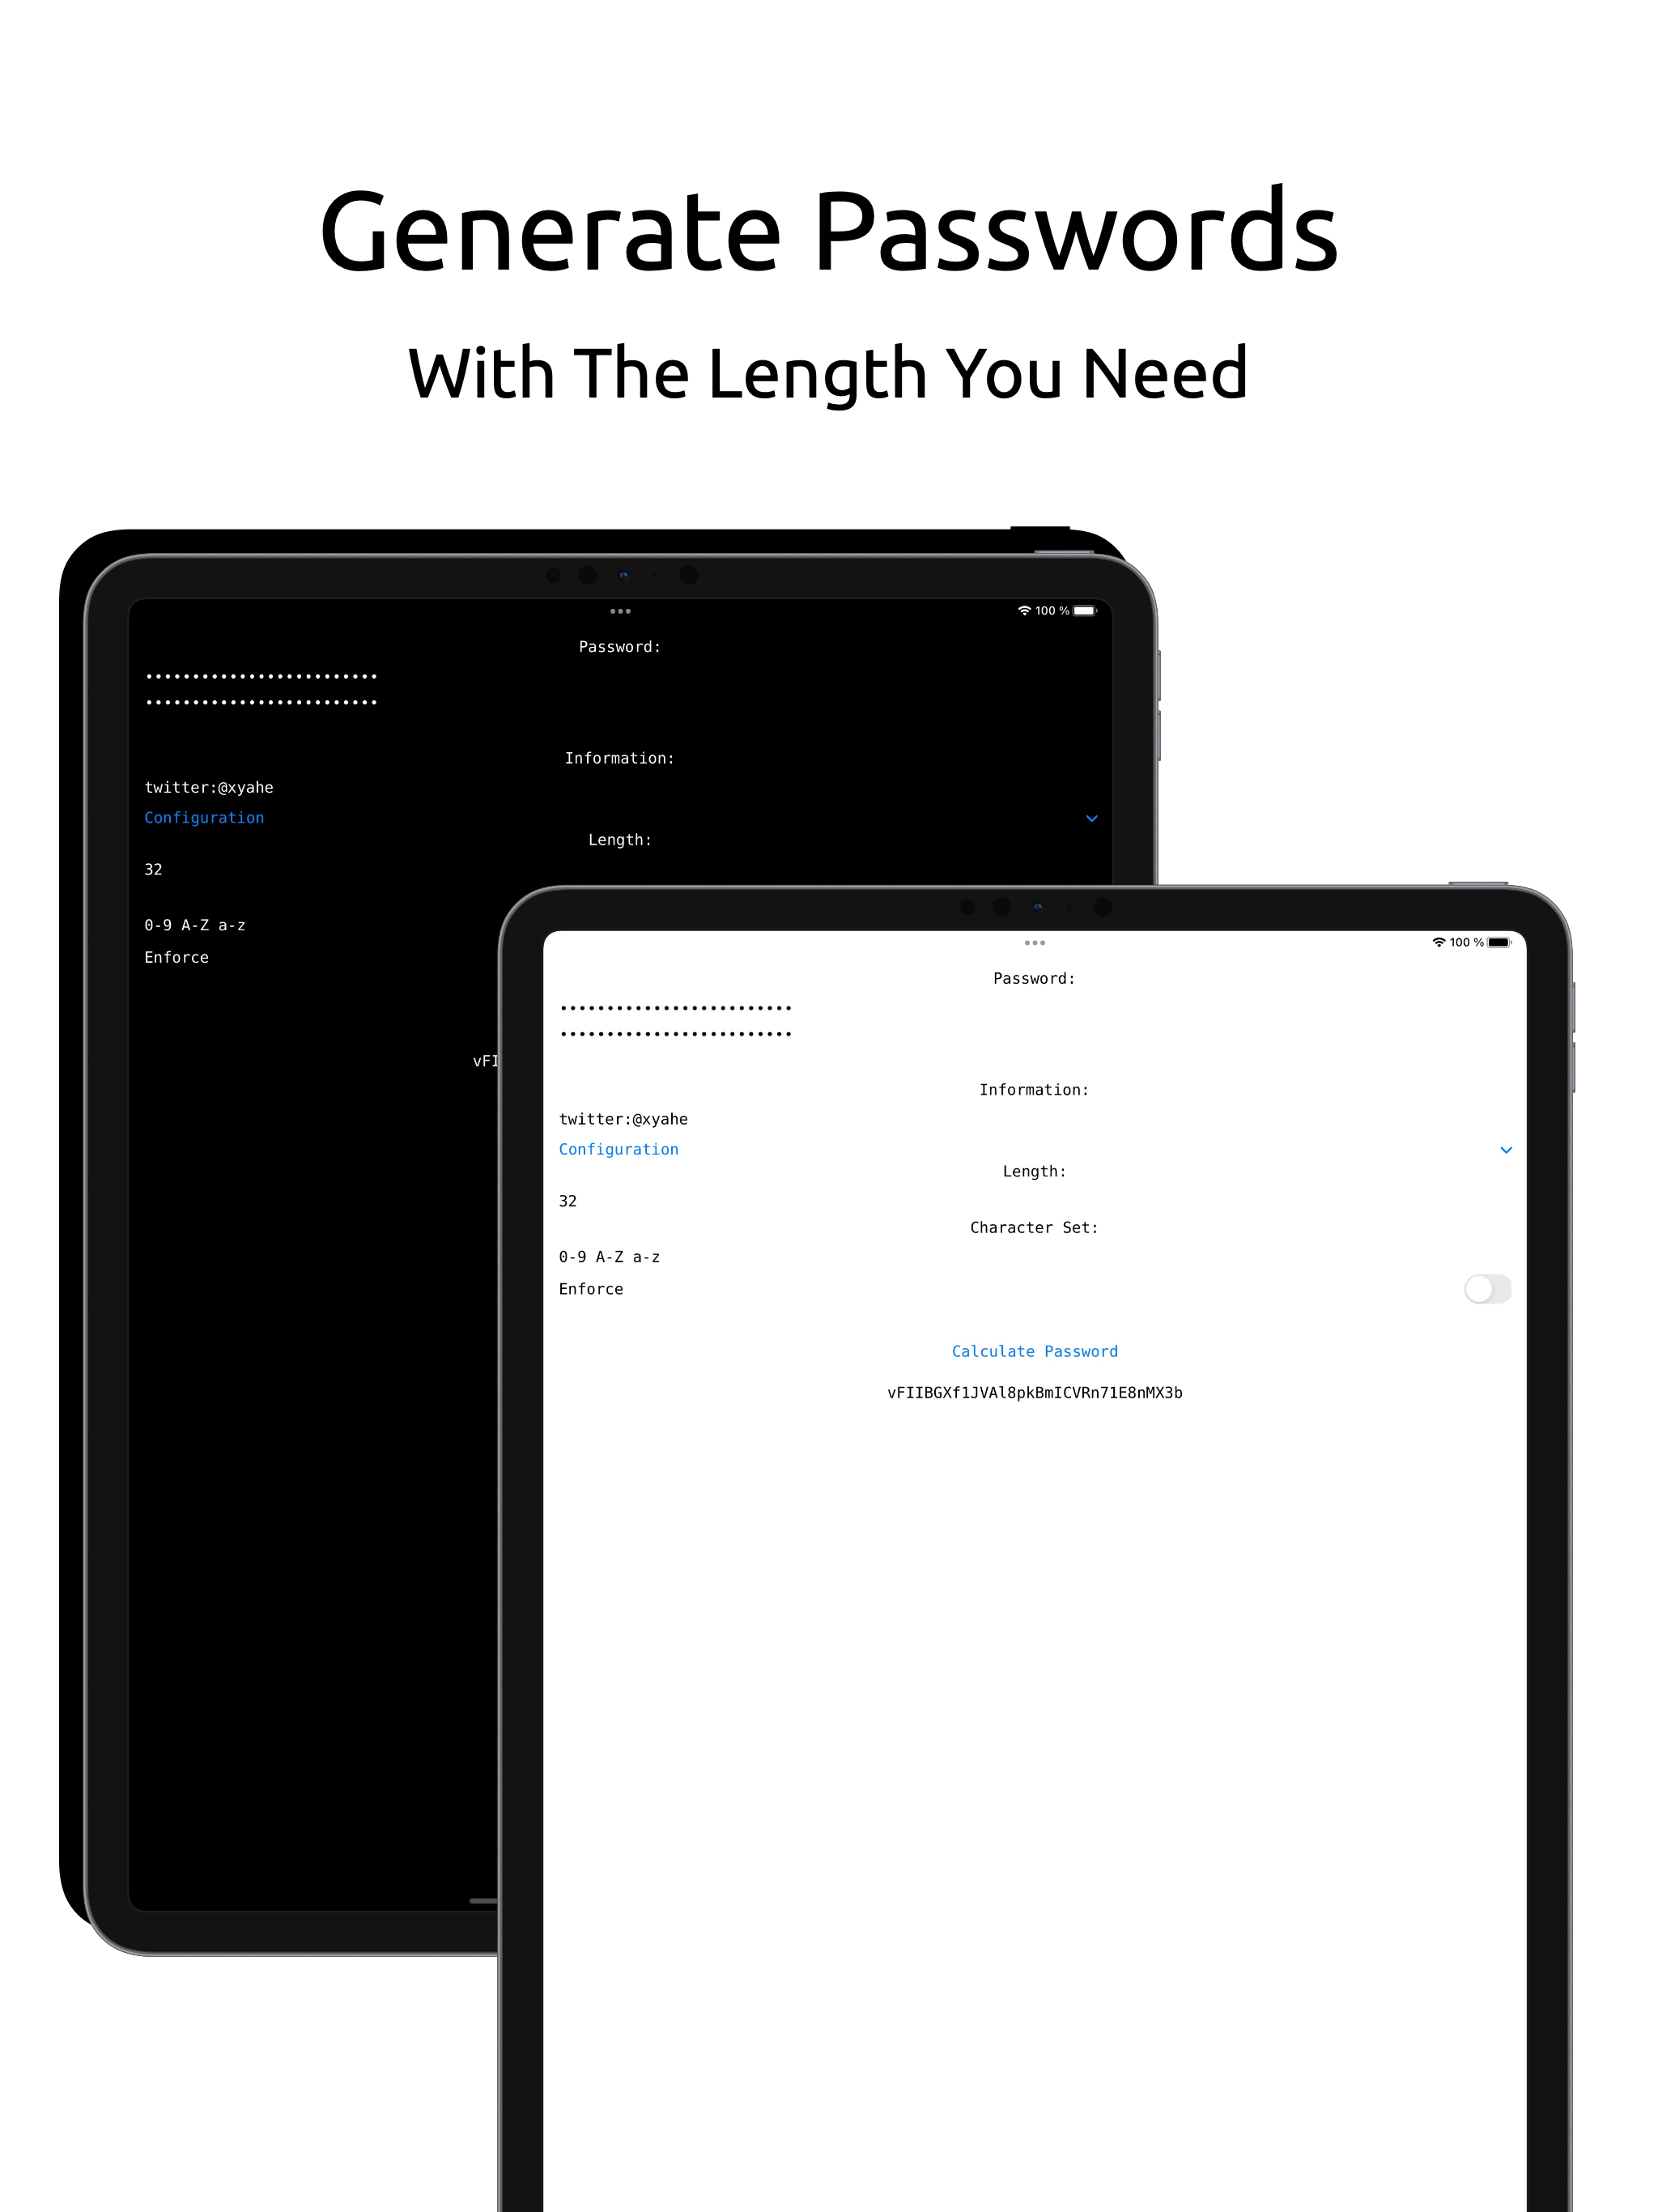 Generate Passwords
With The Length You Need
100 %
Password:
•••••••••••••••••••••••••
•••••••••••••••••••••••••
Information:
twitter:@xyahe
Configuration
Length:
32
0-9 A-Z a-z
Enforce
vFI
100 %
Password:
•••••••••••••••••••••••••
•••••••••••••••••••••••••
Information:
twitter:@xyahe
Configuration
Length:
32
Character Set:
0-9 A-Z a-z
Enforce
Calculate Password
vFIIBGXf1JVAl8pkBmICVRn71E8nMX3b